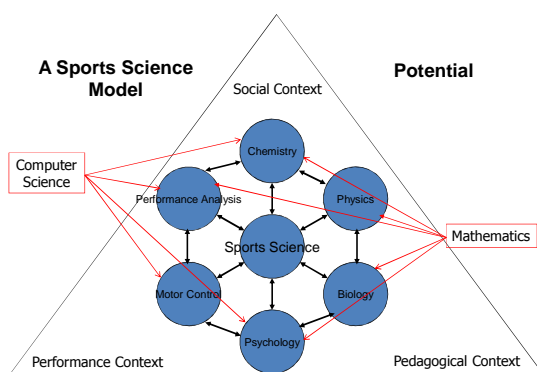 A Sports Science
Model
Potential
Social Context
Chemistry
Computer
Science
Performance Analysis
Physics
Sports Science
Mathematics
Motor Control
Biology
Psychology
Performance Context
Pedagogical Context